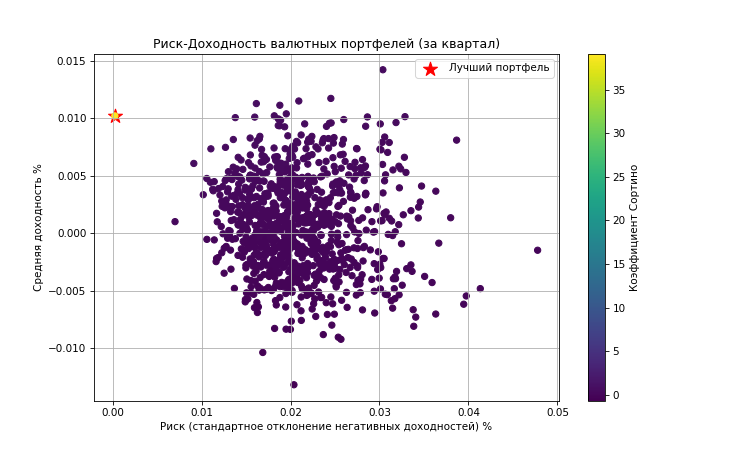 Риск-Доходность валютных портфелей (за квартал)
Лучший портфель
0.015
0.010
0.005
0.000
−0.005
−0.010
Средняя доходность %
0.00 0.01 0.02 0.03 0.04 0.05
Риск (стандартное отклонение негативных доходностей) %
35
30
25
20
15
10
5
0
Коэффициент Сортино